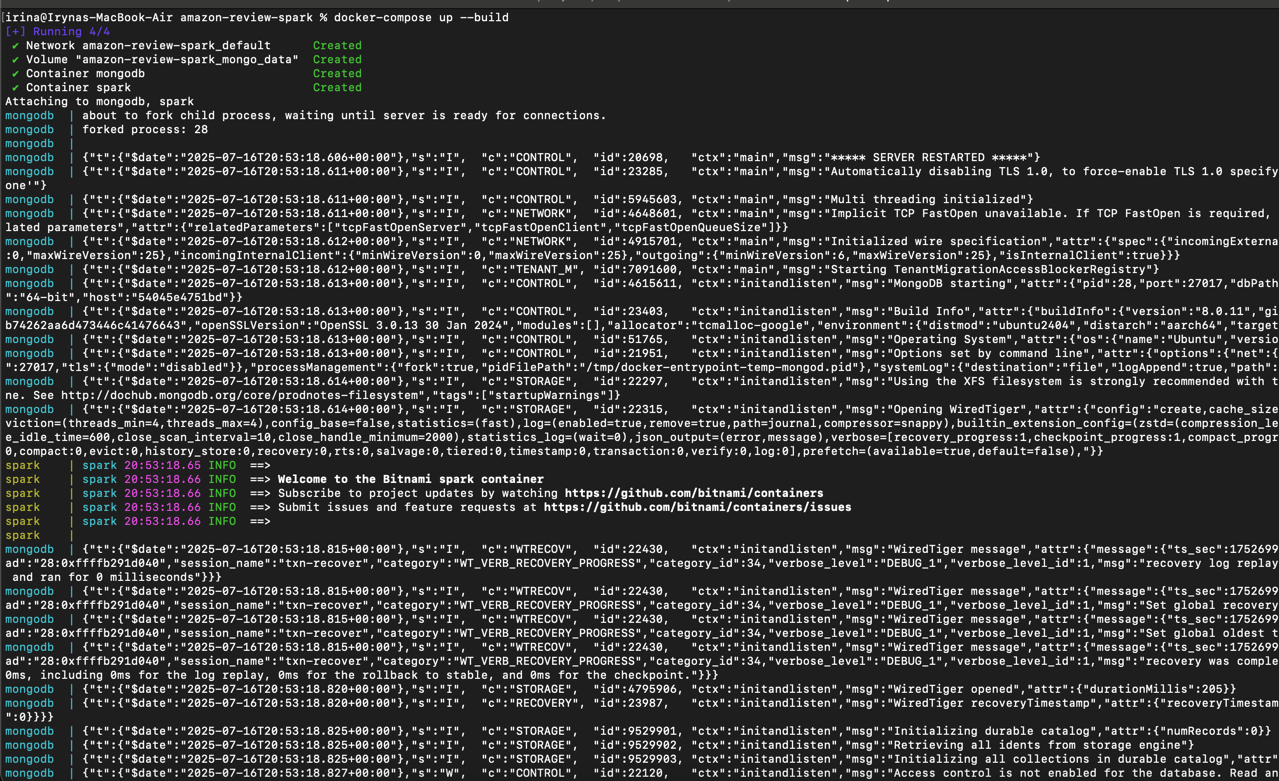 [irina@Irynas-MacBook-Air amazon-review-spark % docker-compose up --build
[+] Running 4/4
✔ Network amazon-review-spark_default Created
✔ Volume "amazon-review-spark_mongo_data" Created
✔ Container mongodb Created
✔ Container spark Created
Attaching to mongodb, spark
mongodb | about to fork child process, waiting until server is ready for connections.
mongodb | forked process: 28
mongodb |
mongodb | {"t":{"$date":"2025-07-16T20:53:18.606+00:00"},"s":"I", "c":"CONTROL", "id":20698, "ctx":"main","msg":"***** SERVER RESTARTED *****"}
mongodb | {"t":{"$date":"2025-07-16T20:53:18.611+00:00"},"s":"I", "c":"CONTROL", "id":23285, "ctx":"main","msg":"Automatically disabling TLS 1.0, to force-enable TLS 1.0 specify
one'"}
mongodb | {"t":{"$date":"2025-07-16T20:53:18.611+00:00"},"s":"I", "c":"CONTROL", "id":5945603, "ctx":"main","msg":"Multi threading initialized"}
mongodb | {"t":{"$date":"2025-07-16T20:53:18.611+00:00"},"s":"I", "c":"NETWORK", "id":4648601, "ctx":"main","msg":"Implicit TCP FastOpen unavailable. If TCP FastOpen is required,
lated parameters","attr":{"relatedParameters":["tcpFastOpenServer","tcpFastOpenClient","tcpFastOpenQueueSize"]}}
mongodb | {"t":{"$date":"2025-07-16T20:53:18.612+00:00"},"s":"I", "c":"NETWORK", "id":4915701, "ctx":"main","msg":"Initialized wire specification","attr":{"spec":{"incomingExterna
:0,"maxWireVersion":25},"incomingInternalClient":{"minWireVersion":0,"maxWireVersion":25},"outgoing":{"minWireVersion":6,"maxWireVersion":25},"isInternalClient":true}}}
mongodb | {"t":{"$date":"2025-07-16T20:53:18.612+00:00"},"s":"I", "c":"TENANT_M", "id":7091600, "ctx":"main","msg":"Starting TenantMigrationAccessBlockerRegistry"}
mongodb | {"t":{"$date":"2025-07-16T20:53:18.613+00:00"},"s":"I", "c":"CONTROL", "id":4615611, "ctx":"initandlisten","msg":"MongoDB starting","attr":{"pid":28,"port":27017,"dbPath
":"64-bit","host":"54045e4751bd"}}
mongodb | {"t":{"$date":"2025-07-16T20:53:18.613+00:00"},"s":"I", "c":"CONTROL", "id":23403, "ctx":"initandlisten","msg":"Build Info","attr":{"buildInfo":{"version":"8.0.11","gi
b74262aa6d473446c41476643","openSSLVersion":"OpenSSL 3.0.13 30 Jan 2024","modules":[],"allocator":"tcmalloc-google","environment":{"distmod":"ubuntu2404","distarch":"aarch64","target
mongodb | {"t":{"$date":"2025-07-16T20:53:18.613+00:00"},"s":"I", "c":"CONTROL", "id":51765, "ctx":"initandlisten","msg":"Operating System","attr":{"os":{"name":"Ubuntu","versio
mongodb | {"t":{"$date":"2025-07-16T20:53:18.613+00:00"},"s":"I", "c":"CONTROL", "id":21951, "ctx":"initandlisten","msg":"Options set by command line","attr":{"options":{"net":{
":27017,"tls":{"mode":"disabled"}},"processManagement":{"fork":true,"pidFilePath":"/tmp/docker-entrypoint-temp-mongod.pid"},"systemLog":{"destination":"file","logAppend":true,"path":
mongodb | {"t":{"$date":"2025-07-16T20:53:18.614+00:00"},"s":"I", "c":"STORAGE", "id":22297, "ctx":"initandlisten","msg":"Using the XFS filesystem is strongly recommended with t
ne. See http://dochub.mongodb.org/core/prodnotes-filesystem","tags":["startupWarnings"]}
mongodb | {"t":{"$date":"2025-07-16T20:53:18.614+00:00"},"s":"I", "c":"STORAGE", "id":22315, "ctx":"initandlisten","msg":"Opening WiredTiger","attr":{"config":"create,cache_size
viction=(threads_min=4,threads_max=4),config_base=false,statistics=(fast),log=(enabled=true,remove=true,path=journal,compressor=snappy),builtin_extension_config=(zstd=(compression_le
e_idle_time=600,close_scan_interval=10,close_handle_minimum=2000),statistics_log=(wait=0),json_output=(error,message),verbose=[recovery_progress:1,checkpoint_progress:1,compact_progr
0,compact:0,evict:0,history_store:0,recovery:0,rts:0,salvage:0,tiered:0,timestamp:0,transaction:0,verify:0,log:0],prefetch=(available=true,default=false),"}}
spark | spark 20:53:18.65 INFO ==>
spark | spark 20:53:18.66 INFO ==> Welcome to the Bitnami spark container
spark | spark 20:53:18.66 INFO ==> Subscribe to project updates by watching https://github.com/bitnami/containers
spark | spark 20:53:18.66 INFO ==> Submit issues and feature requests at https://github.com/bitnami/containers/issues
spark | spark 20:53:18.66 INFO ==>
spark |
mongodb | {"t":{"$date":"2025-07-16T20:53:18.815+00:00"},"s":"I", "c":"WTRECOV", "id":22430, "ctx":"initandlisten","msg":"WiredTiger message","attr":{"message":{"ts_sec":1752699
ad":"28:0xffffb291d040","session_name":"txn-recover","category":"WT_VERB_RECOVERY_PROGRESS","category_id":34,"verbose_level":"DEBUG_1","verbose_level_id":1,"msg":"recovery log replay
and ran for 0 milliseconds"}}}
mongodb | {"t":{"$date":"2025-07-16T20:53:18.815+00:00"},"s":"I", "c":"WTRECOV", "id":22430, "ctx":"initandlisten","msg":"WiredTiger message","attr":{"message":{"ts_sec":1752699
ad":"28:0xffffb291d040","session_name":"txn-recover","category":"WT_VERB_RECOVERY_PROGRESS","category_id":34,"verbose_level":"DEBUG_1","verbose_level_id":1,"msg":"Set global recovery
mongodb | {"t":{"$date":"2025-07-16T20:53:18.815+00:00"},"s":"I", "c":"WTRECOV", "id":22430, "ctx":"initandlisten","msg":"WiredTiger message","attr":{"message":{"ts_sec":1752699
ad":"28:0xffffb291d040","session_name":"txn-recover","category":"WT_VERB_RECOVERY_PROGRESS","category_id":34,"verbose_level":"DEBUG_1","verbose_level_id":1,"msg":"Set global oldest t
mongodb | {"t":{"$date":"2025-07-16T20:53:18.815+00:00"},"s":"I", "c":"WTRECOV", "id":22430, "ctx":"initandlisten","msg":"WiredTiger message","attr":{"message":{"ts_sec":1752699
ad":"28:0xffffb291d040","session_name":"txn-recover","category":"WT_VERB_RECOVERY_PROGRESS","category_id":34,"verbose_level":"DEBUG_1","verbose_level_id":1,"msg":"recovery was comple
0ms, including 0ms for the log replay, 0ms for the rollback to stable, and 0ms for the checkpoint."}}}
mongodb | {"t":{"$date":"2025-07-16T20:53:18.820+00:00"},"s":"I", "c":"STORAGE", "id":4795906, "ctx":"initandlisten","msg":"WiredTiger opened","attr":{"durationMillis":205}}
mongodb | {"t":{"$date":"2025-07-16T20:53:18.820+00:00"},"s":"I", "c":"RECOVERY", "id":23987, "ctx":"initandlisten","msg":"WiredTiger recoveryTimestamp","attr":{"recoveryTimestam
":0}}}}
mongodb | {"t":{"$date":"2025-07-16T20:53:18.825+00:00"},"s":"I", "c":"STORAGE", "id":9529901, "ctx":"initandlisten","msg":"Initializing durable catalog","attr":{"numRecords":0}}
mongodb | {"t":{"$date":"2025-07-16T20:53:18.825+00:00"},"s":"I", "c":"STORAGE", "id":9529902, "ctx":"initandlisten","msg":"Retrieving all idents from storage engine"}
mongodb | {"t":{"$date":"2025-07-16T20:53:18.825+00:00"},"s":"I", "c":"STORAGE", "id":9529903, "ctx":"initandlisten","msg":"Initializing all collections in durable catalog","attr"
mongodb | {"t":{"$date":"2025-07-16T20:53:18.827+00:00"},"s":"W", "c":"CONTROL", "id":22120, "ctx":"initandlisten","msg":"Access control is not enabled for the database. Read